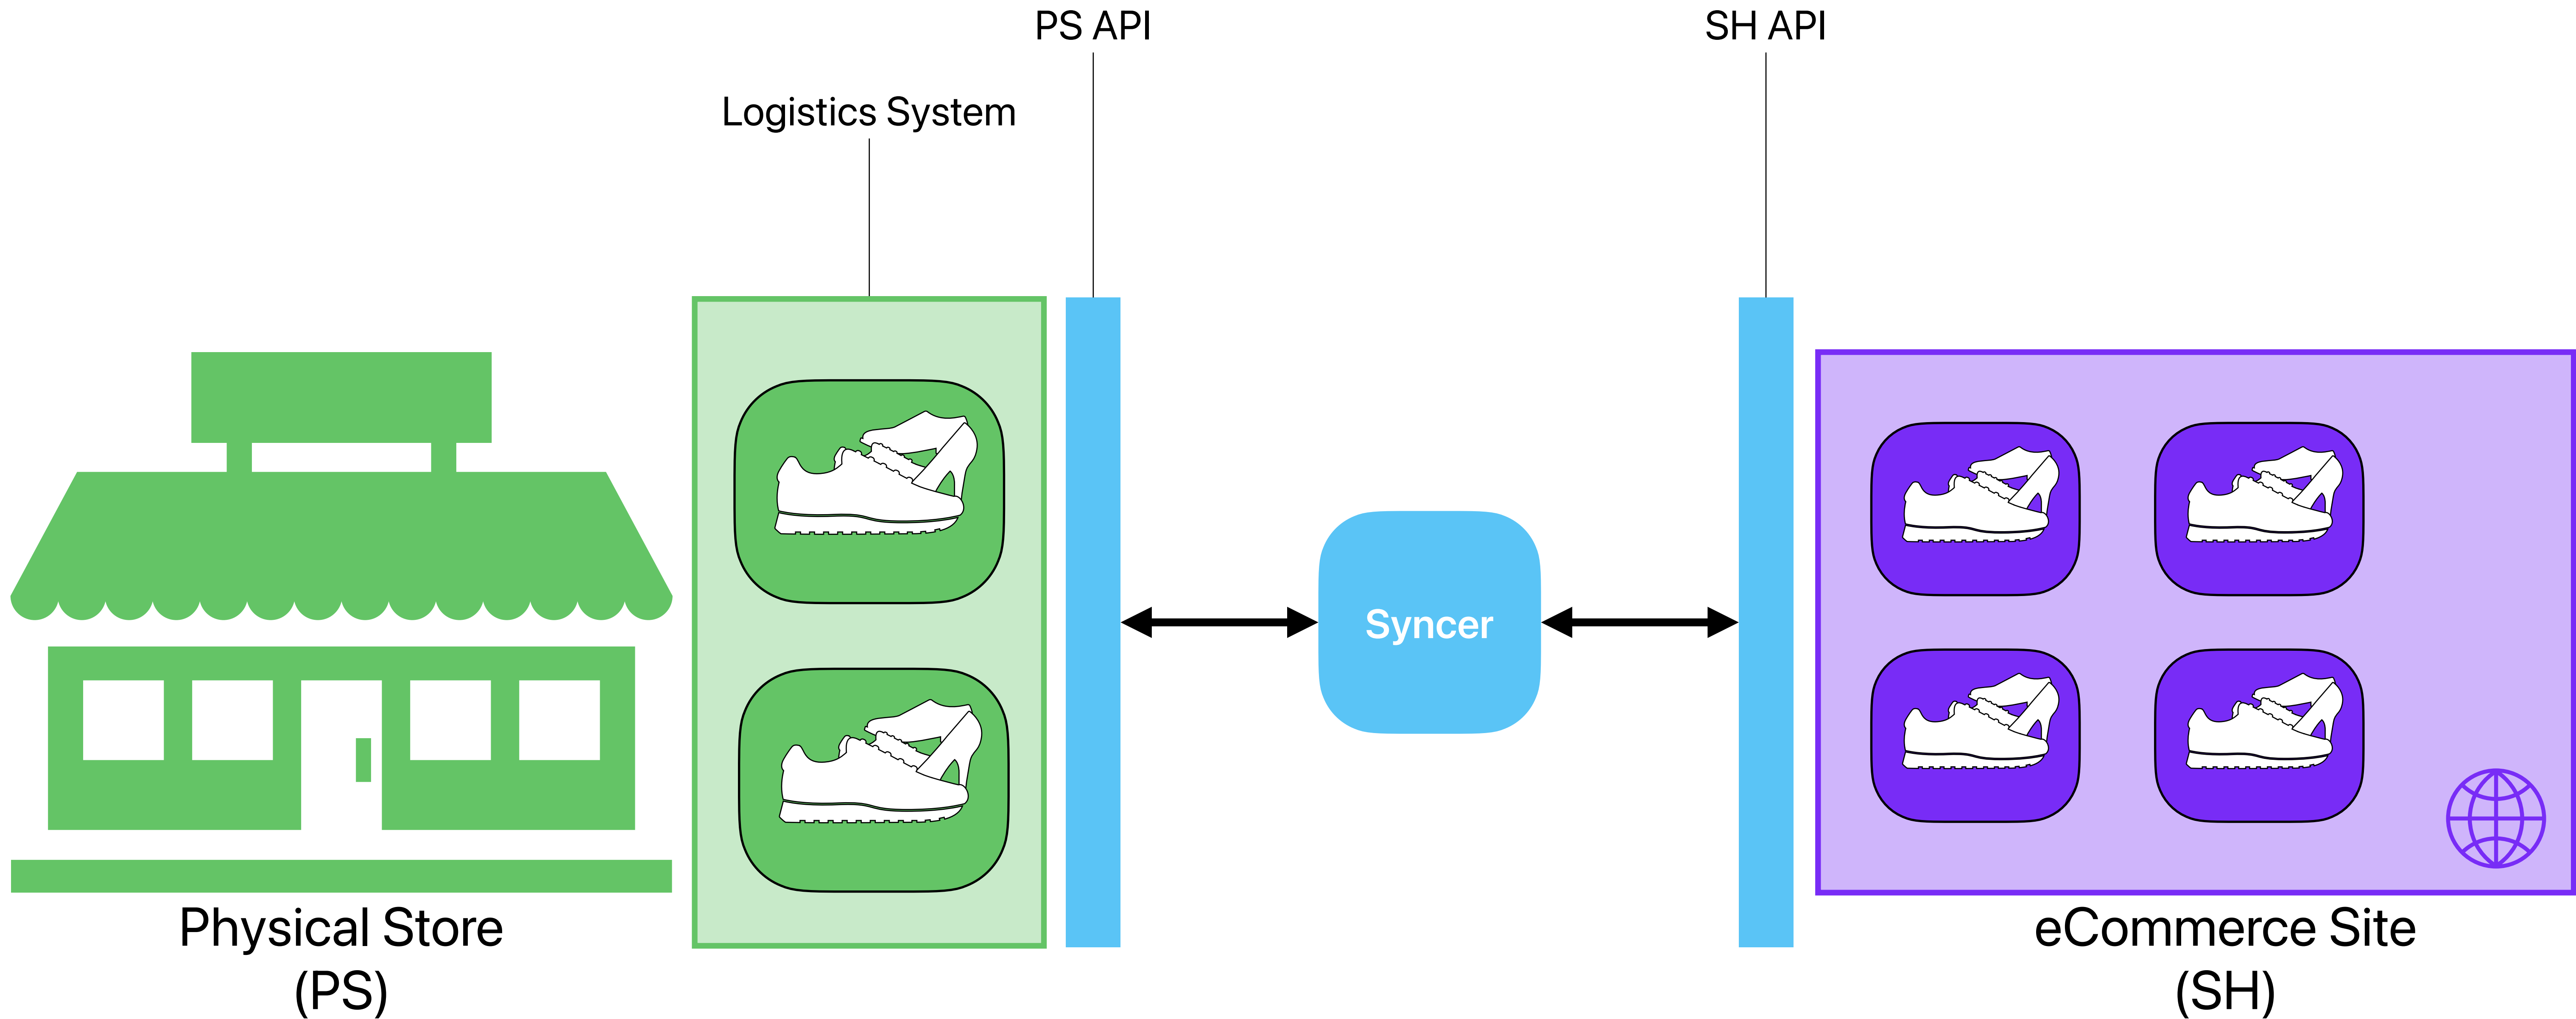 PS API
SH API
Logistics System
Syncer
Physical Store
(PS)
eCommerce Site
(SH)